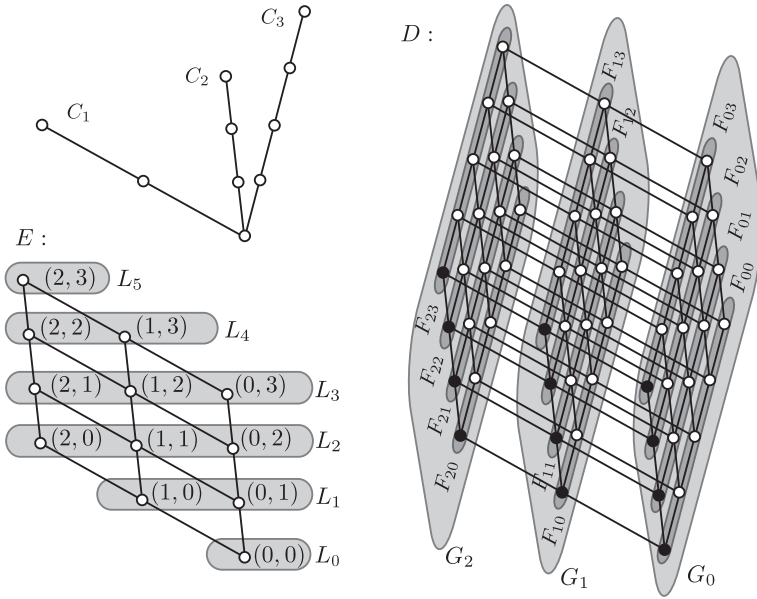 C₃
C₂
C₁
D :
E :
(2, 3) L₅
(2, 2) (1, 3) L₄
(2, 1) (1, 2) (0, 3) L₃
(2, 0) (1, 1) (0, 2) L₂
(1, 0) (0, 1) L₁
(0, 0) L₀
F₁₃
F₁₂
F₀₃
F₀₂
F₀₁
F₀₀
F₂₃
F₂₂
F₂₁
F₂₀
F₁₁
F₁₀
G₂
G₁
G₀